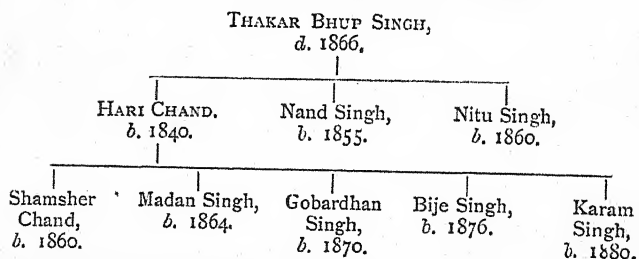 THAKAR BHUP SINGH,
d. 1866.
HARI CHAND.
b. 1840.
Nand Singh,
b. 1855.
Nitu Singh,
b. 1860.
Shamsher
Chand,
b. 1860.
Madan Singh,
b. 1864.
Gobardhan
Singh,
b. 1870.
Bije Singh,
b. 1876.
Karam
Singh,
b. 1880.